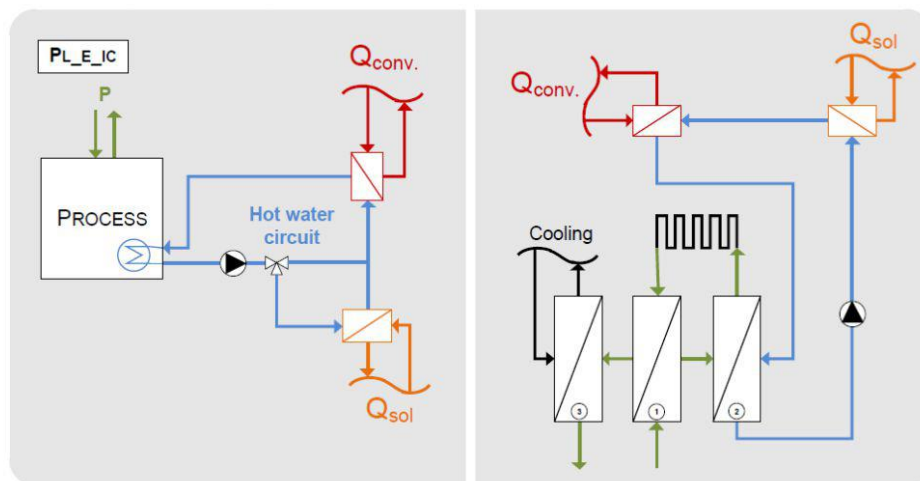 PL_E_IC
P
Qconv.
PROCESS
Hot water
circuit
Qsol
Qsol
Qconv.
Cooling
3
1
2